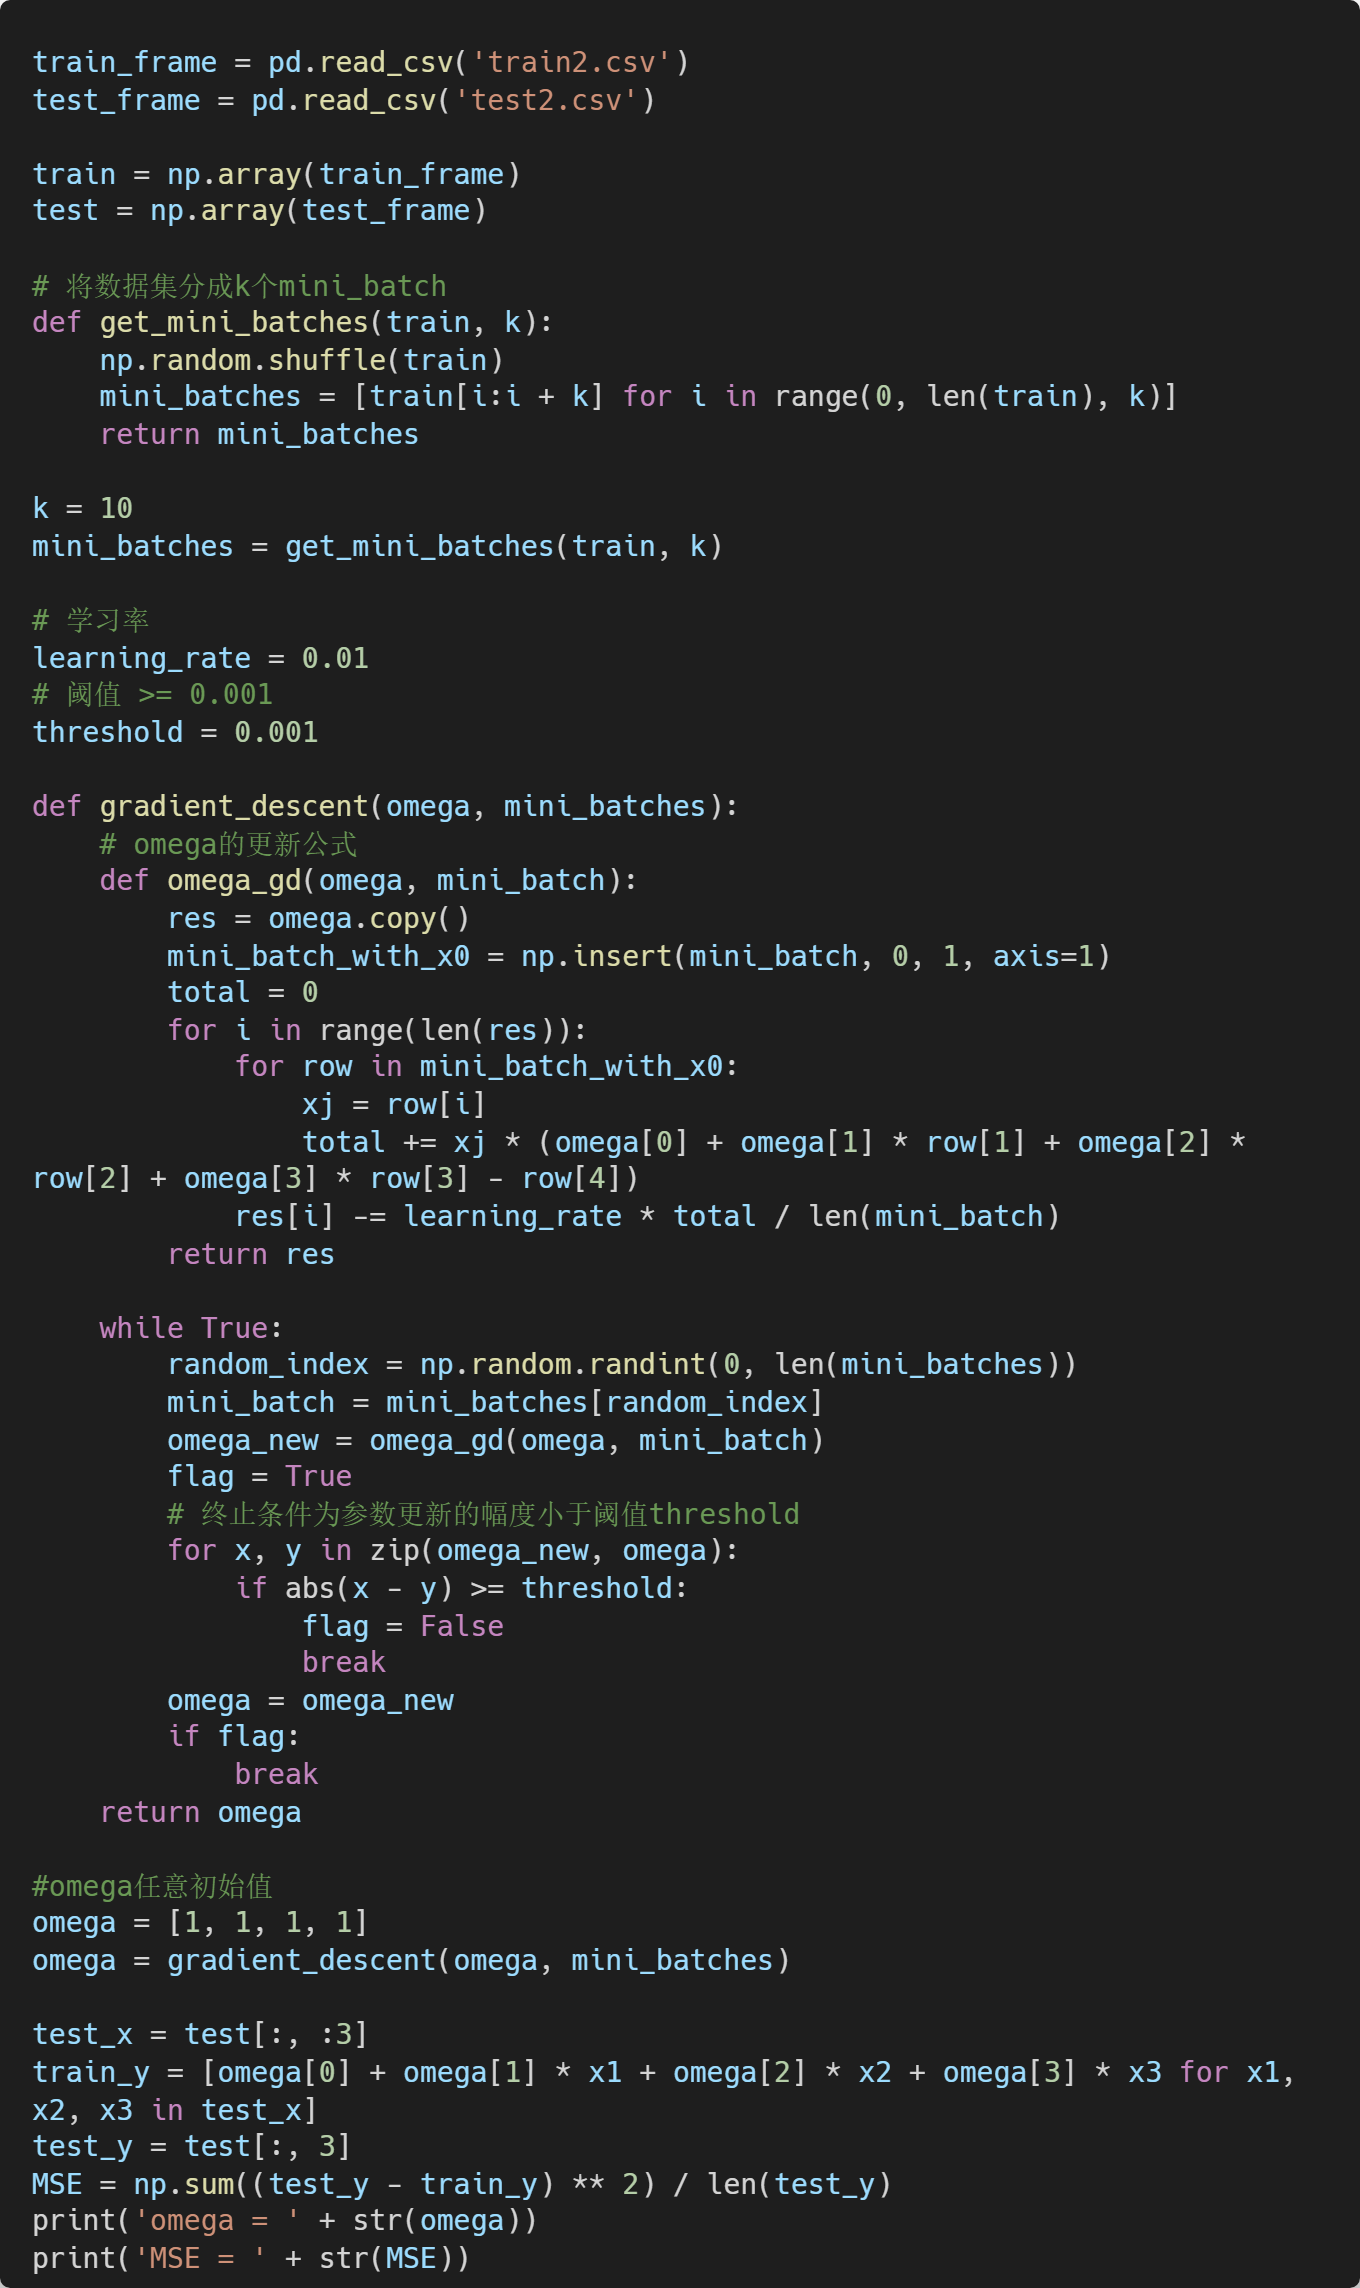 train_frame = pd.read_csv('train2.csv')
test_frame = pd.read_csv('test2.csv')

train = np.array(train_frame)
test = np.array(test_frame)

# 将数据集分成k个mini_batch
def get_mini_batches(train, k):
    np.random.shuffle(train)
    mini_batches = [train[i:i + k] for i in range(0, len(train), k)]
    return mini_batches

k = 10
mini_batches = get_mini_batches(train, k)

# 学习率
learning_rate = 0.01
# 阈值 >= 0.001
threshold = 0.001

def gradient_descent(omega, mini_batches):
    # omega的更新公式
    def omega_gd(omega, mini_batch):
        res = omega.copy()
        mini_batch_with_x0 = np.insert(mini_batch, 0, 1, axis=1)
        total = 0
        for i in range(len(res)):
            for row in mini_batch_with_x0:
                xj = row[i]
                total += xj * (omega[0] + omega[1] * row[1] + omega[2] *
row[2] + omega[3] * row[3] - row[4])
            res[i] -= learning_rate * total / len(mini_batch)
        return res

    while True:
        random_index = np.random.randint(0, len(mini_batches))
        mini_batch = mini_batches[random_index]
        omega_new = omega_gd(omega, mini_batch)
        flag = True
        # 终止条件为参数更新的幅度小于阈值threshold
        for x, y in zip(omega_new, omega):
            if abs(x - y) >= threshold:
                flag = False
                break
        omega = omega_new
        if flag:
            break
    return omega

#omega任意初始值
omega = [1, 1, 1, 1]
omega = gradient_descent(omega, mini_batches)

test_x = test[:, :3]
train_y = [omega[0] + omega[1] * x1 + omega[2] * x2 + omega[3] * x3 for x1,
x2, x3 in test_x]
test_y = test[:, 3]
MSE = np.sum((test_y - train_y) ** 2) / len(test_y)
print('omega = ' + str(omega))
print('MSE = ' + str(MSE))